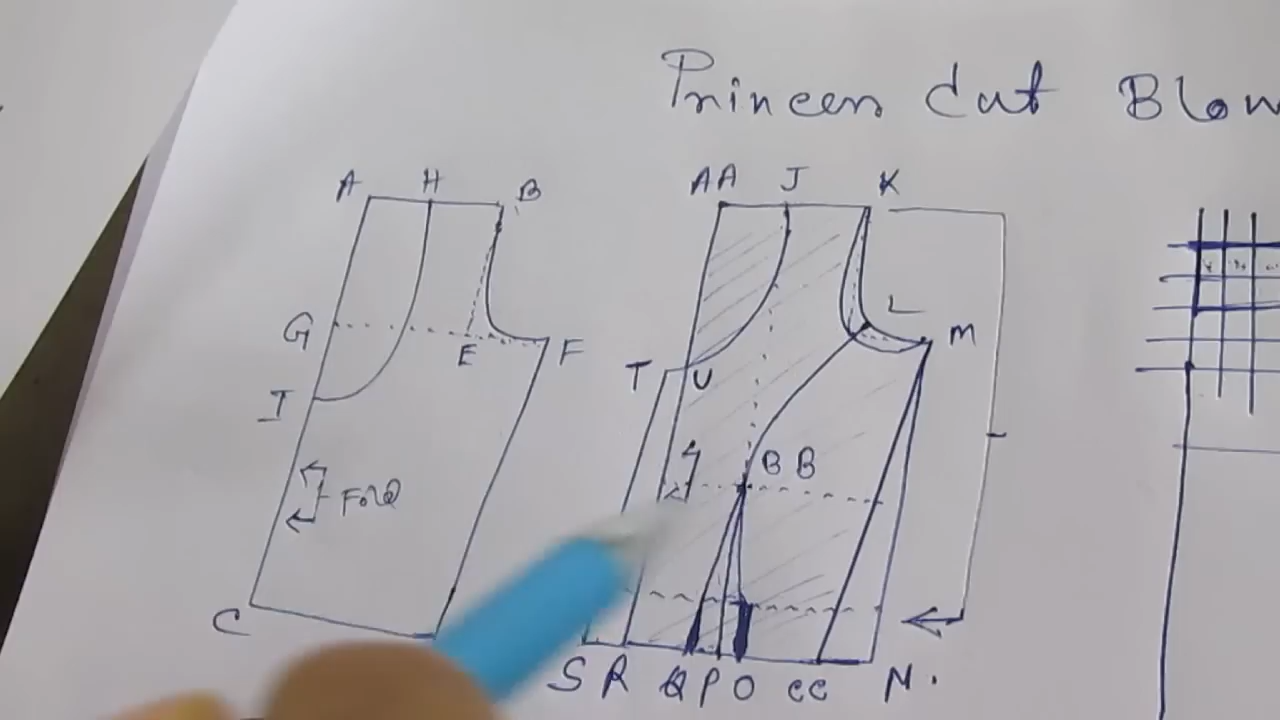 Princen Cut Blow
A H B
AA J K
G E F
L M
T U
I
BB
Fold
C
S R Q P O CC N.